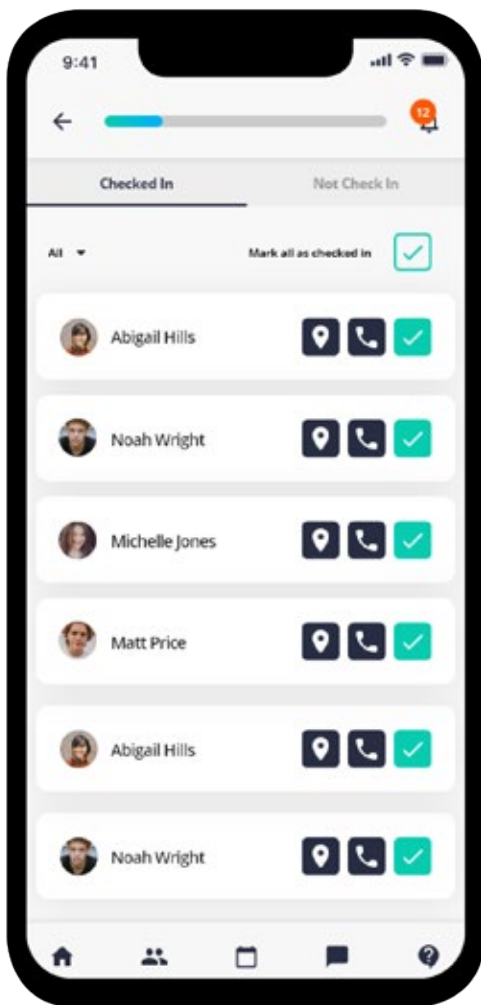 9:41
12
Checked In
Not Check In
All
Mark all as checked in
Abigail Hills
Noah Wright
Michelle Jones
Matt Price
Abigail Hills
Noah Wright